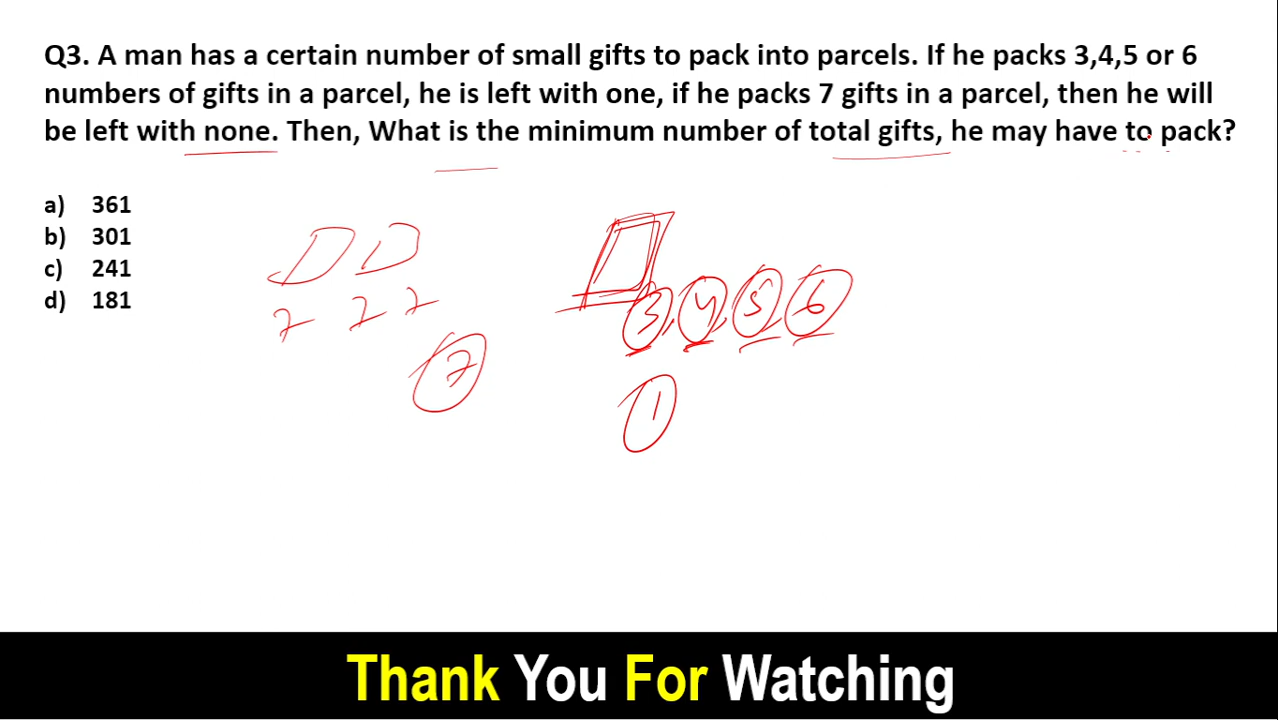 Q3. A man has a certain number of small gifts to pack into parcels. If he packs 3,4,5 or 6
numbers of gifts in a parcel, he is left with one, if he packs 7 gifts in a parcel, then he will
be left with none. Then, What is the minimum number of total gifts, he may have to pack?
a) 361
b) 301
c) 241
d) 181
7 7 7
7
3, 4, 5, 6
1
Thank You For Watching